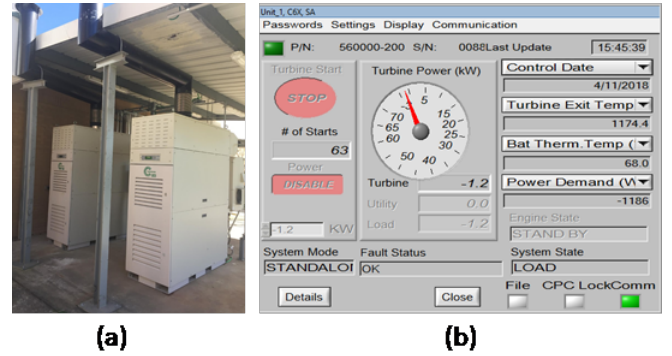 Unit_1, C6X, SA
Passwords Settings Display Communication
P/N: 560000-200 S/N: 0088Last Update 15:45:39
Turbine Start
STOP
# of Starts
63
Power
DISABLE
-1.2 KW
Turbine Power (kW)
-3 5 15 20 25 30 40 50 60 65 70
Turbine -1.2
Utility 0.0
Load -1.2
Control Date
4/11/2018
Turbine Exit Temp
1174.4
Bat Therm.Temp (
68.0
Power Demand (W
-1186
Engine State
STAND BY
System Mode Fault Status System State
STANDALO OK LOAD
Details Close File CPC Lock Comm
(a) (b)